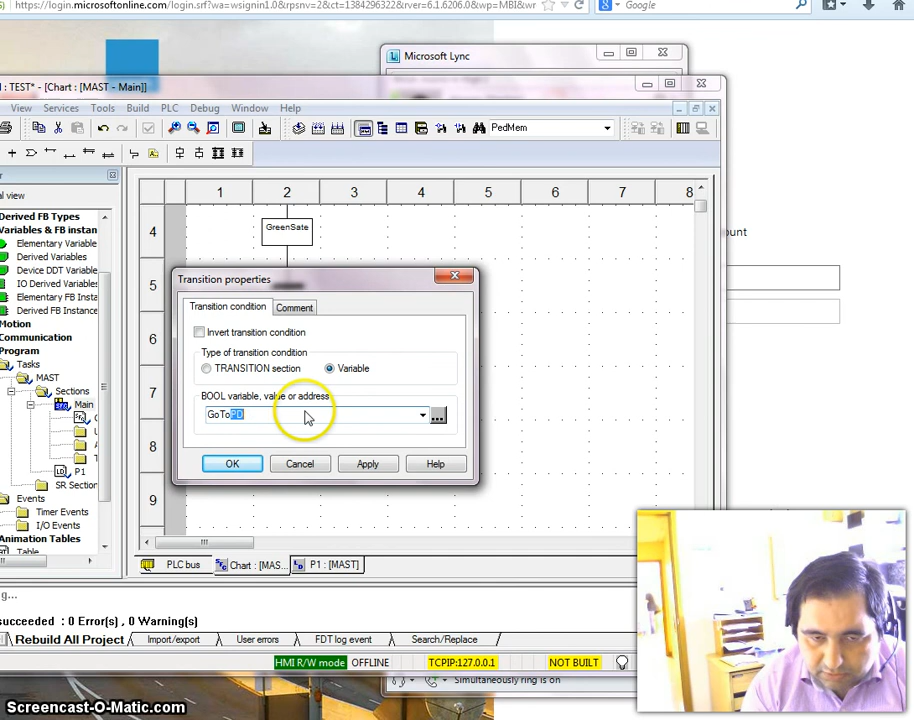 https://login.microsoftonline.com/login.srf?wa=wsignin1.0&rpsnv=2&ct=1384296322&rver=6.1.6206.0&wp=MBI&wre
Google
Microsoft Lync
: TEST* - [Chart : [MAST - Main]]
View Services Tools Build PLC Debug Window Help
PedMem
al view
1 2 3 4 5 6 7 8
Derived FB Types
Variables & FB instan
Elementary Variable
Derived Variables
Device DDT Variable
IO Derived Variables
Elementary FB Insta
Derived FB Instance
Motion
Communication
Program
Tasks
MAST
Sections
Main
P1
SR Section
Events
Timer Events
I/O Events
Animation Tables
Table
4
GreenSate
5
6
7
8
9
ount
Transition properties
Transition condition Comment
Invert transition condition
Type of transition condition
TRANSITION section Variable
BOOL variable, value or address
GoToPD
OK Cancel Apply Help
PLC bus Chart : [MAS... P1 : [MAST]
g...
succeeded : 0 Error(s) , 0 Warning(s)
Rebuild All Project Import/export User errors FDT log event Search/Replace
HMI R/W mode OFFLINE TCPIP:127.0.0.1 NOT BUILT
Simultaneously ring is on
Screencast-O-Matic.com